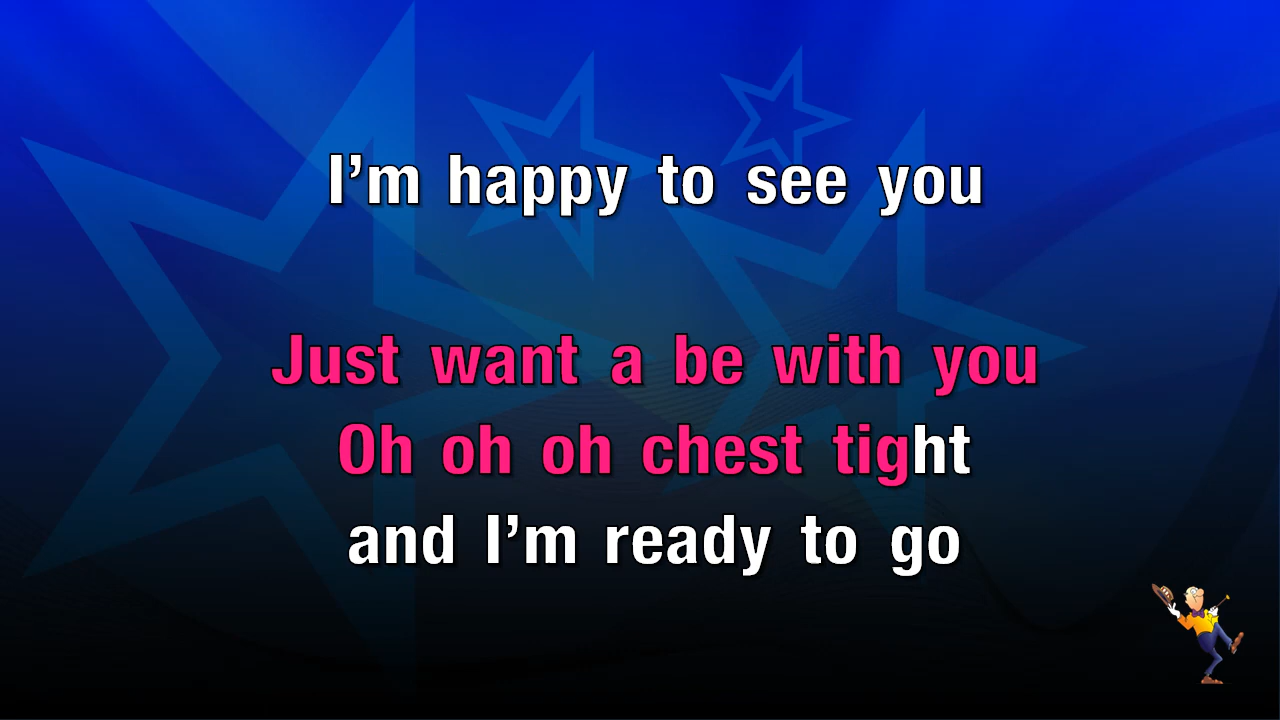 I’m happy to see you
Just want a be with you
Oh oh oh chest tight
and I’m ready to go